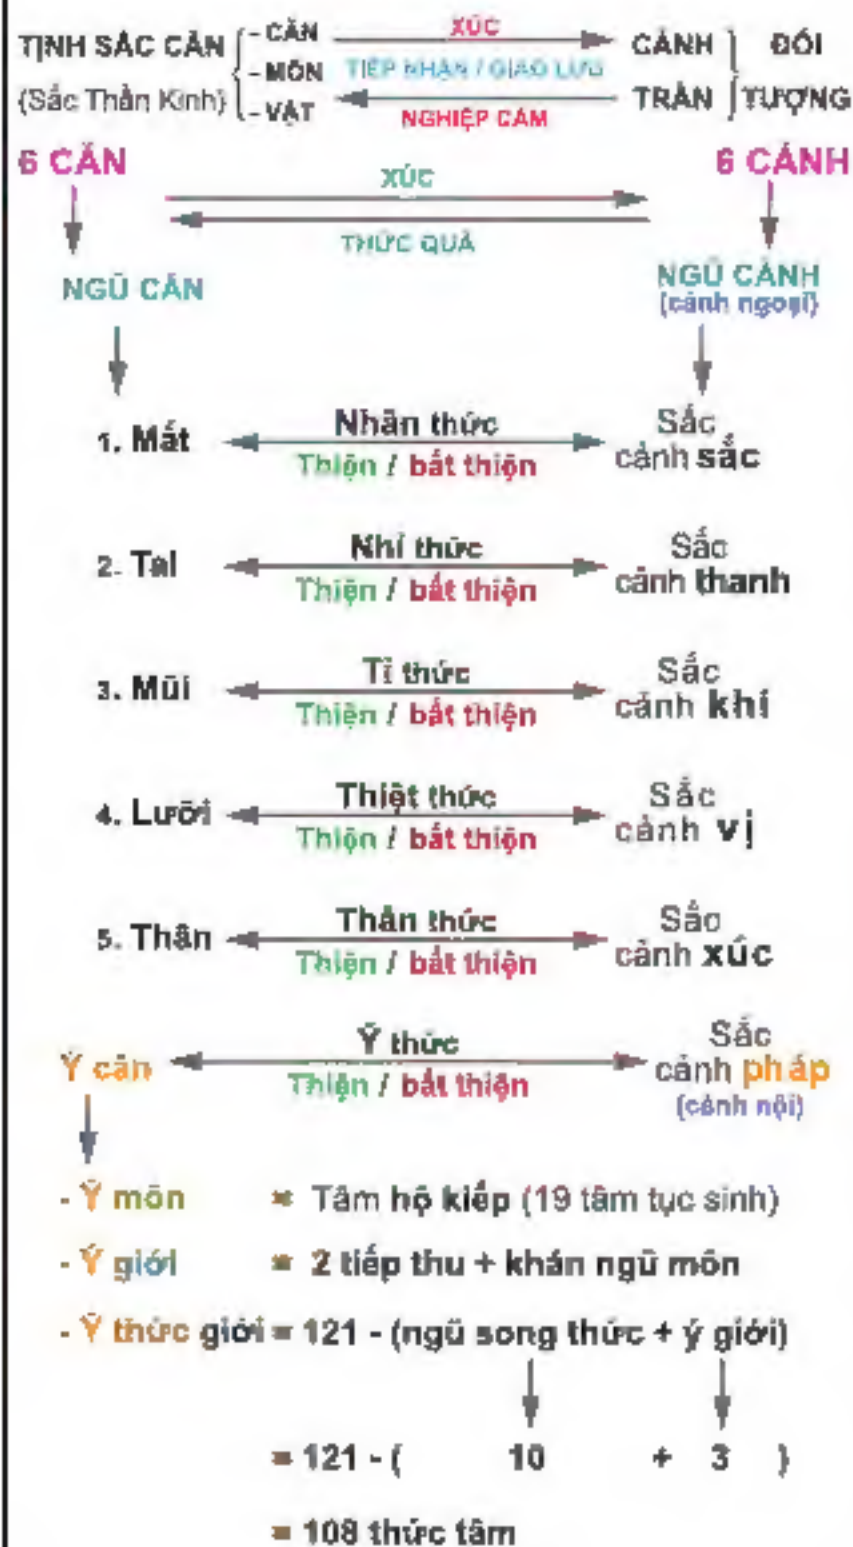 TỊNH SẮC CĂN - CĂN XÚC CẢNH ĐỐI
- MÔN TIẾP NHẬN / GIAO LƯU
(Sắc Thần Kinh) - VẬT NGHIỆP CẢM TRẦN TƯỢNG
6 CĂN 6 CẢNH
XÚC
THỨC QUẢ
NGŨ CĂN NGŨ CẢNH
(cảnh ngoại)
1. Mắt Nhãn thức Sắc
Thiện / bất thiện cảnh sắc
2. Tai Nhĩ thức Sắc
Thiện / bất thiện cảnh thanh
3. Mũi Tỉ thức Sắc
Thiện / bất thiện cảnh khí
4. Lưỡi Thiệt thức Sắc
Thiện / bất thiện cảnh vị
5. Thân Thân thức Sắc
Thiện / bất thiện cảnh xúc
Ý căn Ý thức Sắc
Thiện / bất thiện cảnh pháp
(cảnh nội)
- Ý môn = Tâm hộ kiếp (19 tâm tục sinh)
- Ý giới = 2 tiếp thu + khán ngũ môn
- Ý thức giới = 121 - (ngũ song thức + ý giới)
= 121 - ( 10 + 3 )
= 108 thức tâm